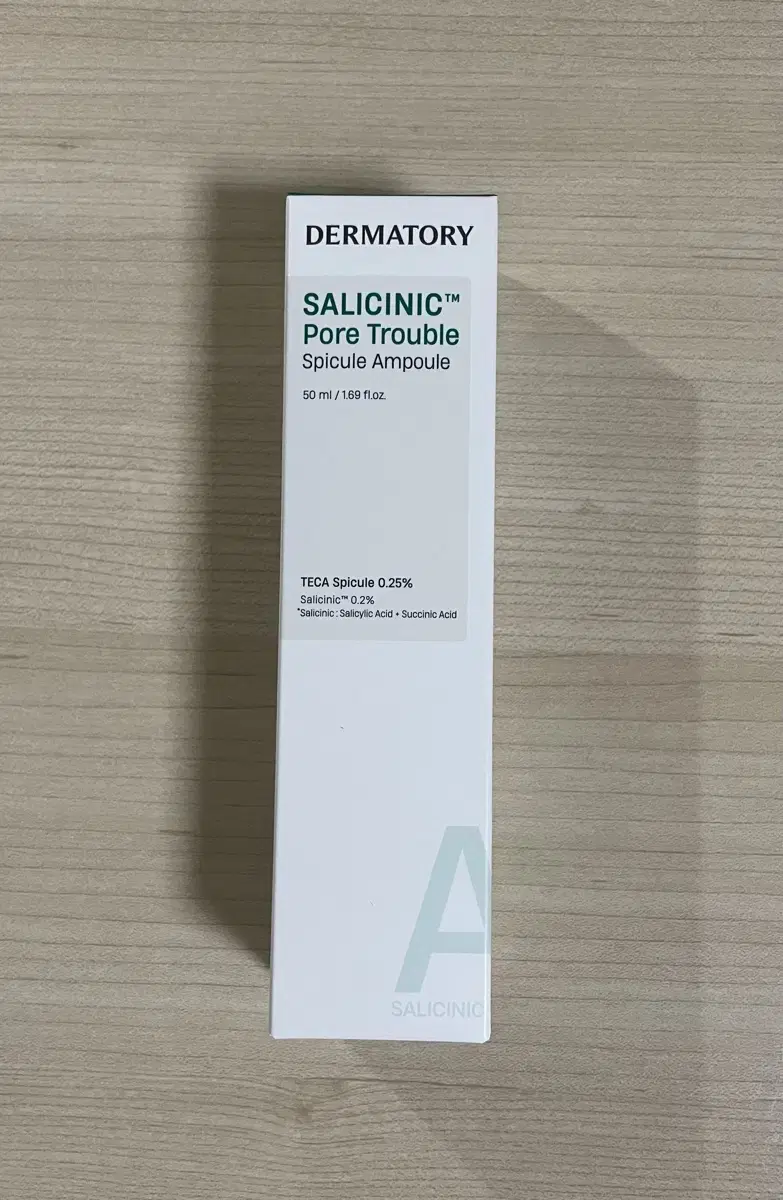 DERMATORY
SALICINIC™
Pore Trouble
Spicule Ampoule
50 ml / 1.69 fl.oz.
TECA Spicule 0.25%
Salicinic™ 0.2%
*Salicinic : Salicylic Acid + Succinic Acid
A
SALICINIC